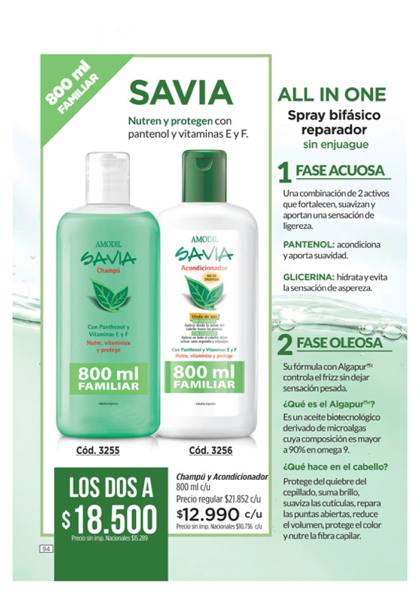 800 ml
FAMILIAR
SAVIA
Nutren y protegen con
pantenol y vitaminas E y F.
AMODIL
SAVIA
Champú
Con Panthenol y
Vitaminas E y F
Nutre, vitaminiza
y protege
800 ml
FAMILIAR
AMODIL
SAVIA
Acondicionador
Modo de uso
Con Panthenol
y Vitaminas E y F
Nutre, vitaminiza y protege
800 ml
FAMILIAR
Cód. 3255
Cód. 3256
LOS DOS A
$18.500
Precio sin imp. Nacionales $15.289
Champú y Acondicionador
800 ml c/u
Precio regular $21.852 c/u
$12.990 c/u
Precio sin imp. Nacionales $10.736 c/u
94
ALL IN ONE
Spray bifásico
reparador
sin enjuague
1 FASE ACUOSA
Una combinación de 2 activos
que fortalecen, suavizan y
aportan una sensación de
ligereza.
PANTENOL: acondiciona
y aporta suavidad.
GLICERINA: hidrata y evita
la sensación de aspereza.
2 FASE OLEOSA
Su fórmula con Algapur
controla el frizz sin dejar
sensación pesada.
¿Qué es el Algapur?
Es un aceite biotecnológico
derivado de microalgas
cuya composición es mayor
a 90% en omega 9.
¿Qué hace en el cabello?
Protege del quiebre del
cepillado, suma brillo,
suaviza las cutículas, repara
las puntas abiertas, reduce
el volumen, protege el color
y nutre la fibra capilar.